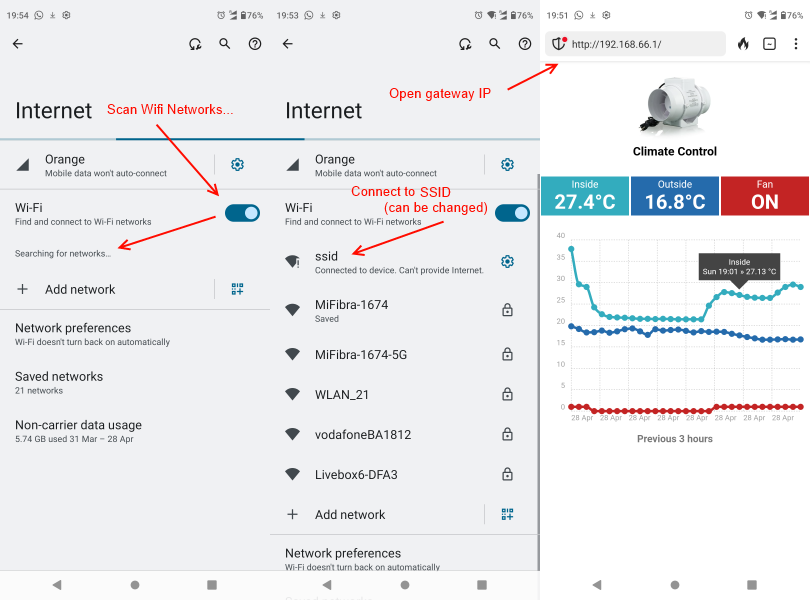 19:54
76%
Internet
Scan Wifi Networks...
Orange
Mobile data won't auto-connect
Wi-Fi
Find and connect to Wi-Fi networks
Searching for networks…
Add network
Network preferences
Wi-Fi doesn't turn back on automatically
Saved networks
21 networks
Non-carrier data usage
5.74 GB used 31 Mar – 28 Apr
19:53
76%
Internet
Orange
Mobile data won't auto-connect
Connect to SSID
(can be changed)
Wi-Fi
Find and connect to Wi-Fi networks
ssid
Connected to device. Can't provide Internet.
MiFibra-1674
Saved
MiFibra-1674-5G
WLAN_21
vodafoneBA1812
Livebox6-DFA3
Add network
Network preferences
Wi-Fi doesn't turn back on automatically
19:51
76%
http://192.168.66.1/
Open gateway IP
Climate Control
Inside
27.4°C
Outside
16.8°C
Fan
ON
40
35
30
25
20
15
10
5
0
Inside
Sun 19:01 » 27.13 °C
28 Apr 28 Apr 28 Apr 28 Apr 28 Apr 28 Apr 28 Apr 28 Apr
Previous 3 hours